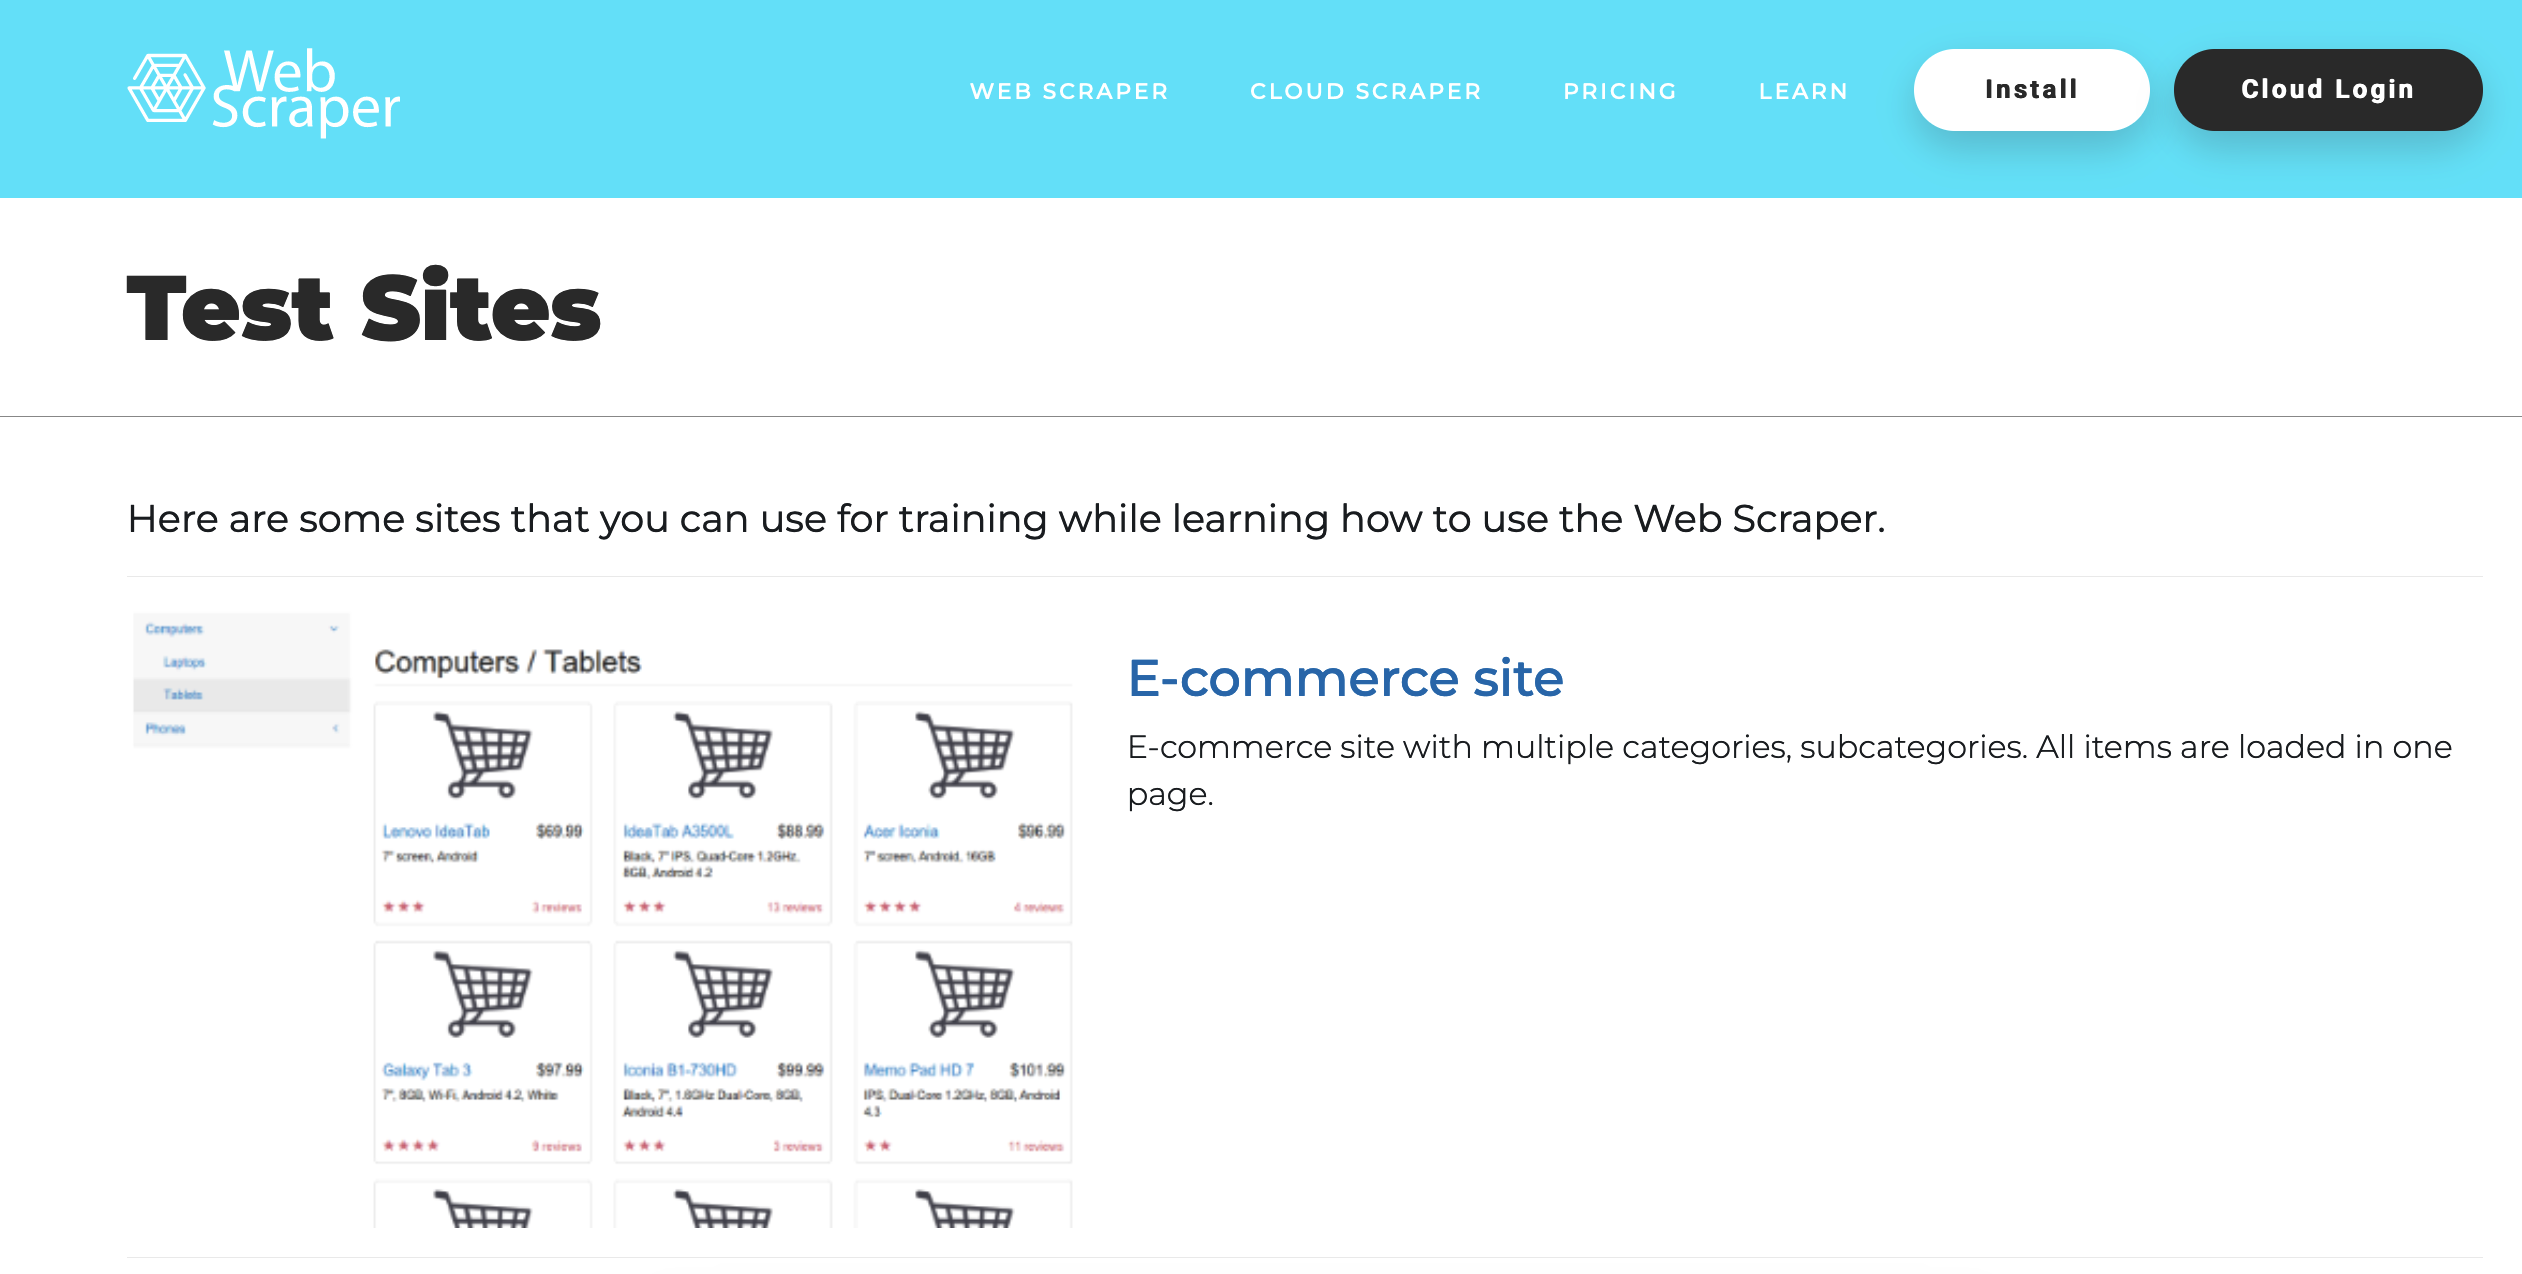 Web
Scraper
WEB SCRAPER
CLOUD SCRAPER
PRICING
LEARN
Install
Cloud Login
Test Sites
Here are some sites that you can use for training while learning how to use the Web Scraper.
Computers
Laptops
Tablets
Phones
Computers / Tablets
Lenovo IdeaTab $69.99
7" screen, Android
3 reviews
IdeaTab A3500L $88.99
Black, 7" IPS, Quad-Core 1.2GHz,
8GB, Android 4.2
13 reviews
Acer Iconia $96.99
7" screen, Android, 16GB
4 reviews
Galaxy Tab 3 $97.99
7", 8GB, Wi-Fi, Android 4.2, White
9 reviews
Iconia B1-730HD $99.99
Black, 7", 1.6GHz Dual-Core, 8GB,
Android 4.4
3 reviews
Memo Pad HD 7 $101.99
IPS, Dual-Core 1.2GHz, 8GB, Android
4.3
11 reviews
E-commerce site
E-commerce site with multiple categories, subcategories. All items are loaded in one
page.